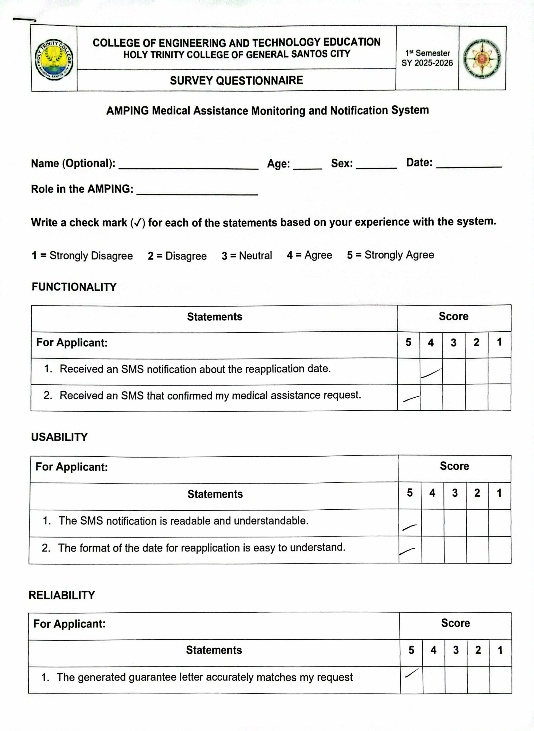 COLLEGE OF ENGINEERING AND TECHNOLOGY EDUCATION
HOLY TRINITY COLLEGE OF GENERAL SANTOS CITY
1st Semester
SY 2025-2026
SURVEY QUESTIONNAIRE
AMPING Medical Assistance Monitoring and Notification System
Name (Optional): ______ Age: ____ Sex: ____ Date: ______
Role in the AMPING: ______
Write a check mark (✓) for each of the statements based on your experience with the system.
1 = Strongly Disagree 2 = Disagree 3 = Neutral 4 = Agree 5 = Strongly Agree
FUNCTIONALITY
Statements Score
For Applicant: 5 4 3 2 1
1. Received an SMS notification about the reapplication date.
2. Received an SMS that confirmed my medical assistance request.
USABILITY
For Applicant: Score
Statements 5 4 3 2 1
1. The SMS notification is readable and understandable.
2. The format of the date for reapplication is easy to understand.
RELIABILITY
For Applicant: Score
Statements 5 4 3 2 1
1. The generated guarantee letter accurately matches my request